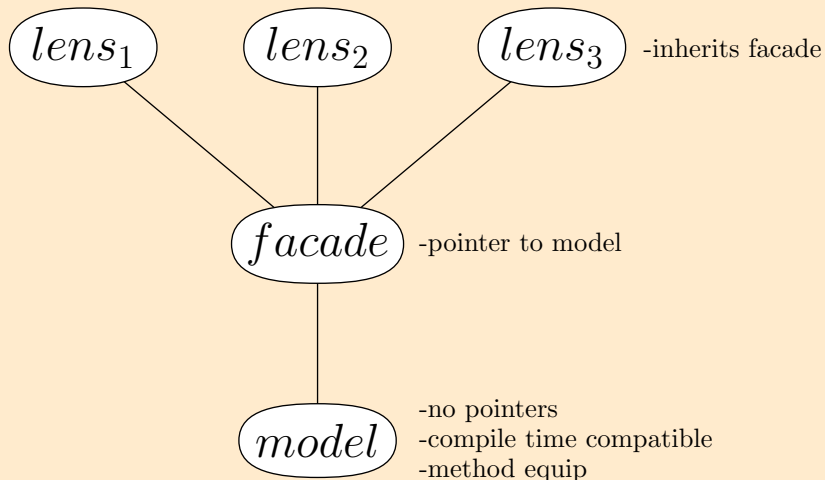 lens₁ lens₂ lens₃ -inherits facade
facade -pointer to model
-no pointers
model -compile time compatible
-method equip